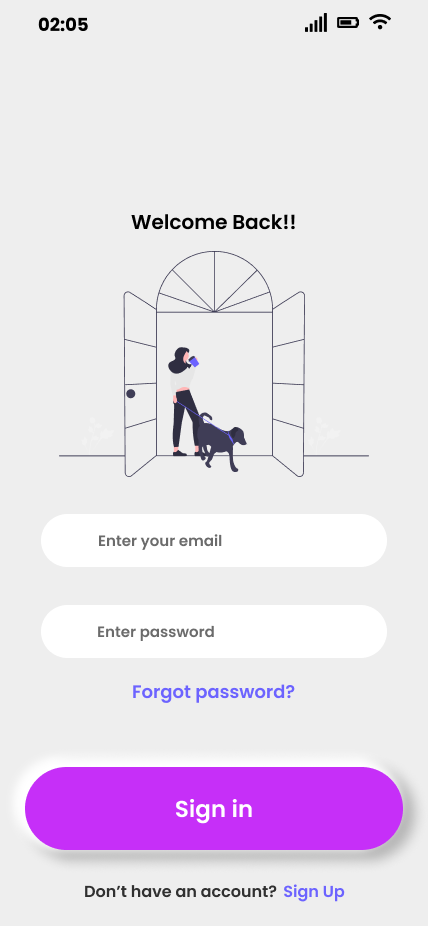 02:05
Welcome Back!!
Enter your email
Enter password
Forgot password?
Sign in
Don’t have an account? Sign Up